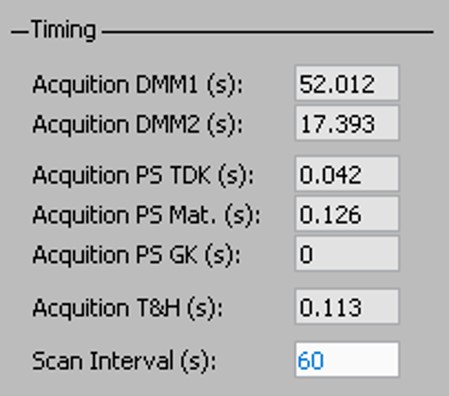 Timing
Acquition DMM1 (s): 52.012
Acquition DMM2 (s): 17.393
Acquition PS TDK (s): 0.042
Acquition PS Mat. (s): 0.126
Acquition PS GK (s): 0
Acquition T&H (s): 0.113
Scan Interval (s): 60